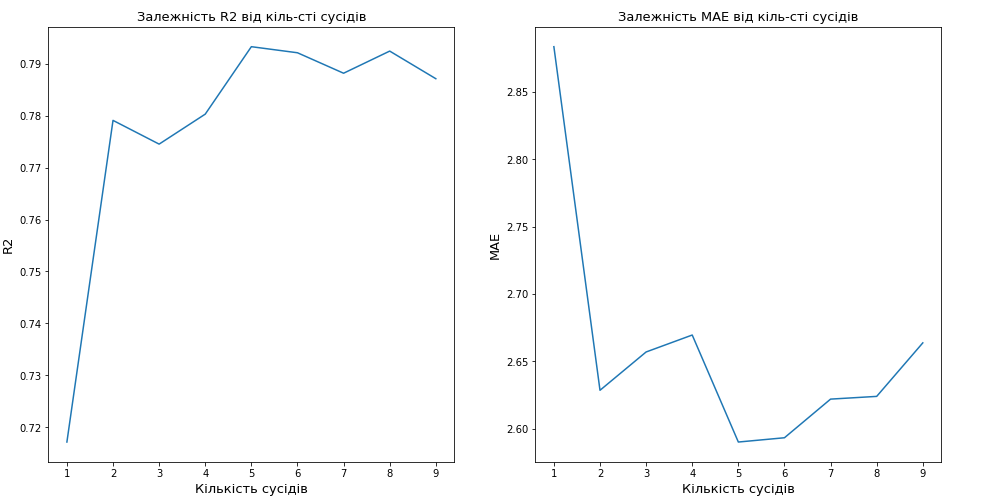 Залежність R2 від кіль-сті сусідів
0.79
0.78
0.77
0.76
0.75
0.74
0.73
0.72
R2
1 2 3 4 5 6 7 8 9
Кількість сусідів
Залежність MAE від кіль-сті сусідів
2.85
2.80
2.75
2.70
2.65
2.60
MAE
1 2 3 4 5 6 7 8 9
Кількість сусідів